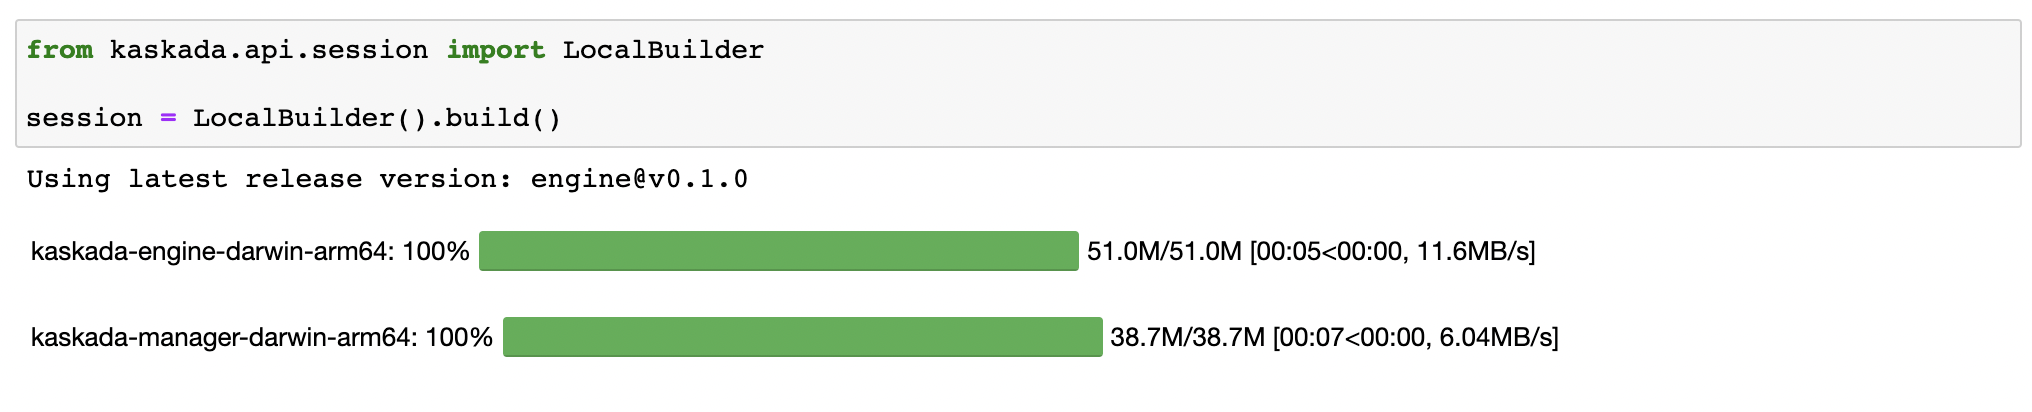 from kaskada.api.session import LocalBuilder
session = LocalBuilder().build()
Using latest release version: engine@v0.1.0
kaskada-engine-darwin-arm64: 100% 51.0M/51.0M [00:05<00:00, 11.6MB/s]
kaskada-manager-darwin-arm64: 100% 38.7M/38.7M [00:07<00:00, 6.04MB/s]